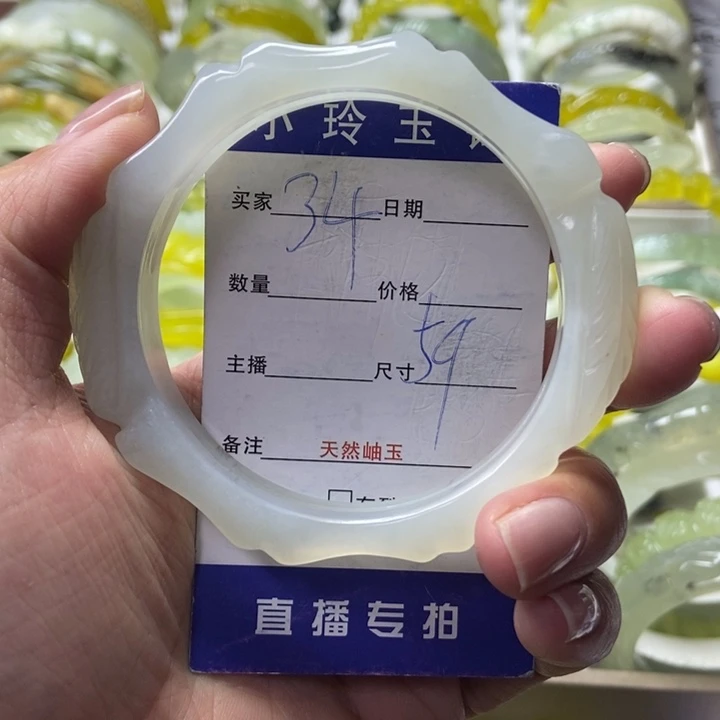 小玲玉
买家 34 日期
数量 价格
主播 尺寸 59
备注 天然岫玉
直播专拍